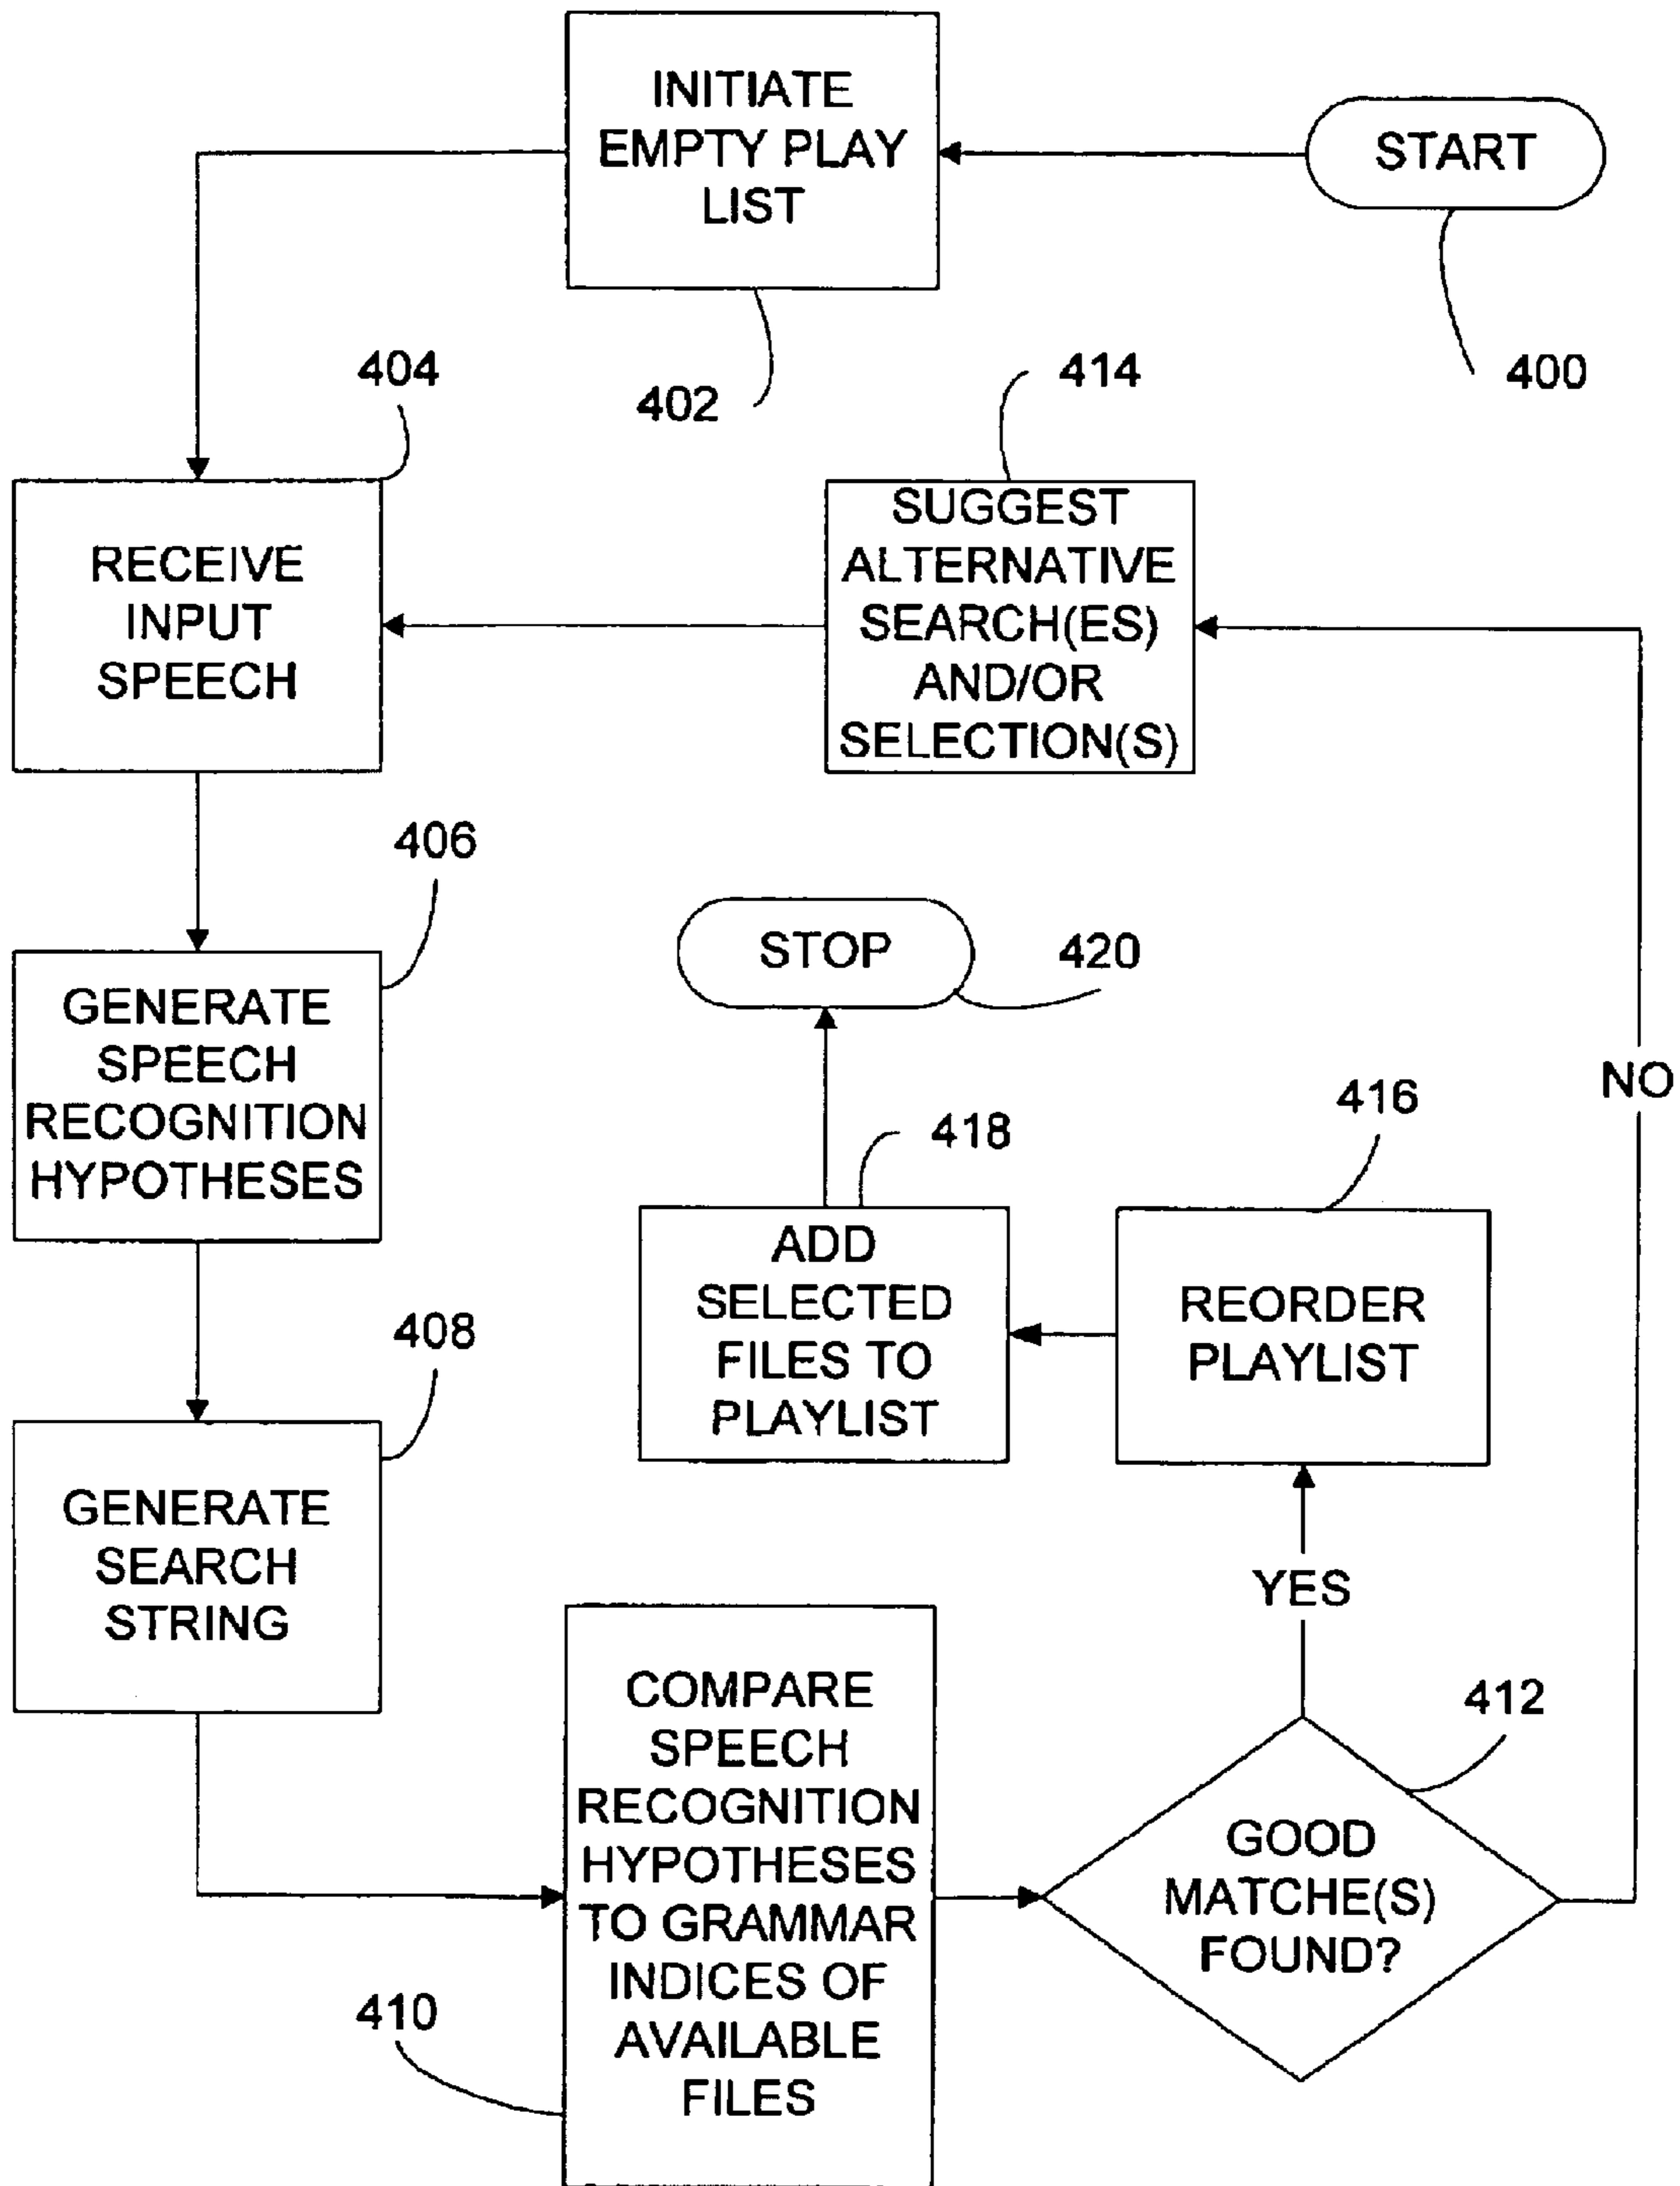 START
400
INITIATE
EMPTY PLAY
LIST
402
404
RECEIVE
INPUT
SPEECH
414
SUGGEST
ALTERNATIVE
SEARCH(ES)
AND/OR
SELECTION(S)
406
GENERATE
SPEECH
RECOGNITION
HYPOTHESES
408
GENERATE
SEARCH
STRING
410
COMPARE
SPEECH
RECOGNITION
HYPOTHESES
TO GRAMMAR
INDICES OF
AVAILABLE
FILES
412
GOOD
MATCHE(S)
FOUND?
NO
YES
416
REORDER
PLAYLIST
418
ADD
SELECTED
FILES TO
PLAYLIST
STOP
420